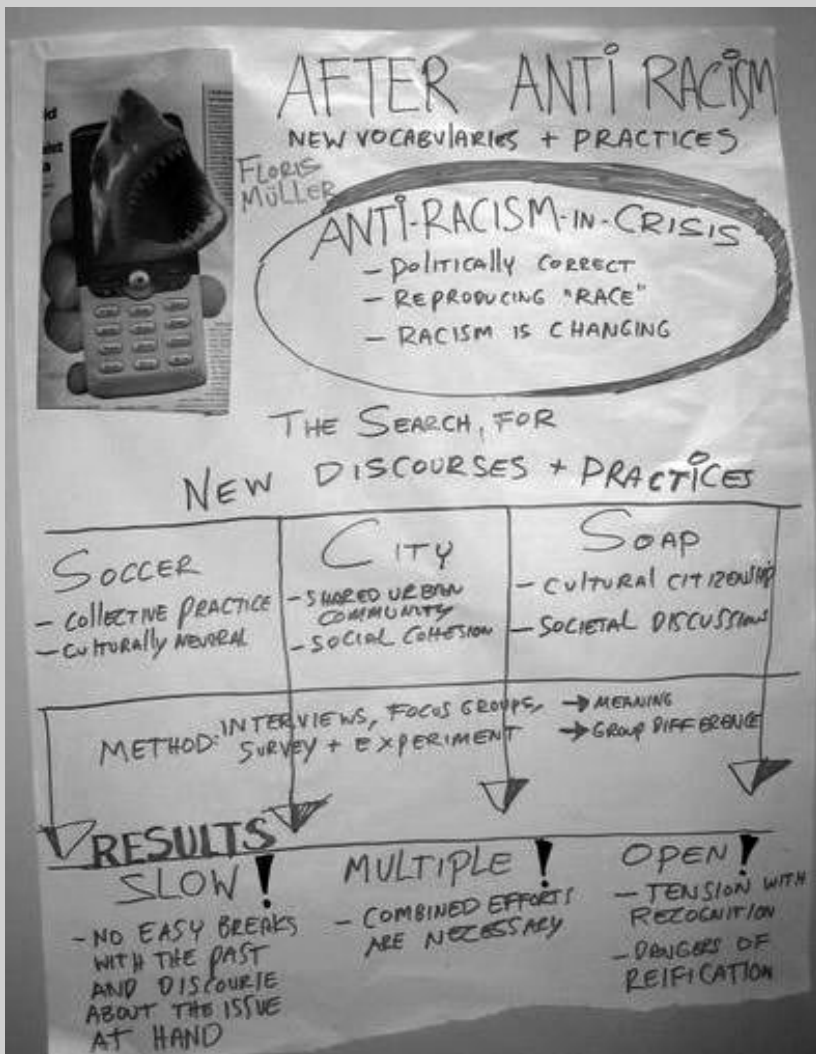 AFTER ANTI RACISM
NEW VOCABULARIES + PRACTICES
FLORIS
MÜLLER
ANTI-RACISM-IN-CRISIS
- POLITICALLY CORRECT
- REPRODUCING "RACE"
- RACISM IS CHANGING
THE SEARCH, FOR
NEW DISCOURSES + PRACTICES
SOCCER
- COLLECTIVE PRACTICE
- CULTURALLY NEUTRAL
CITY
- SHARED URBAN
COMMUNITY
- SOCIAL COHESION
SOAP
- CULTURAL CITIZENSHIP
- SOCIETAL DISCUSSIONS
METHOD: INTERVIEWS, FOCUS GROUPS,
SURVEY + EXPERIMENT
→ MEANING
→ GROUP DIFFERENCE
RESULTS
SLOW!
- NO EASY BREAKS
WITH THE PAST
AND DISCOURSE
ABOUT THE ISSUE
AT HAND
MULTIPLE!
- COMBINED EFFORTS
ARE NECESSARY
OPEN!
- TENSION WITH
REZOGNITION
- DANGERS OF
REIFICATION